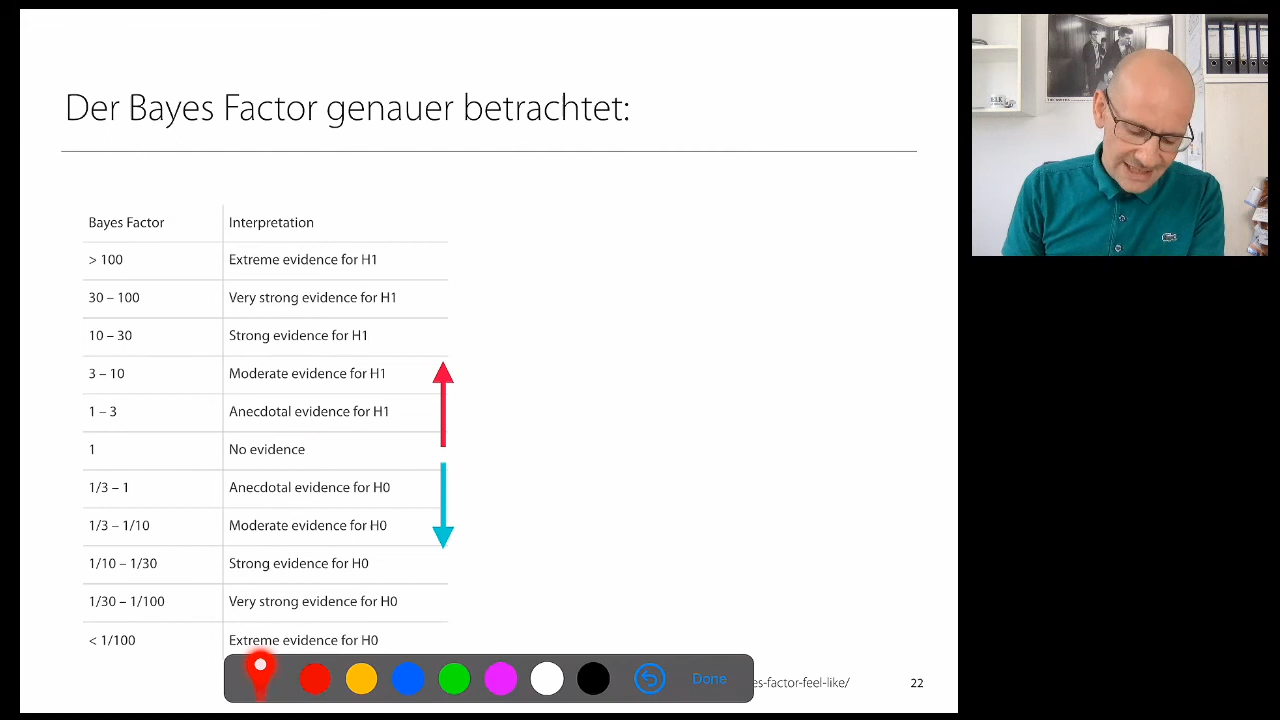 Der Bayes Factor genauer betrachtet:
Bayes Factor Interpretation
> 100 Extreme evidence for H1
30 – 100 Very strong evidence for H1
10 – 30 Strong evidence for H1
3 – 10 Moderate evidence for H1
1 – 3 Anecdotal evidence for H1
1 No evidence
1/3 – 1 Anecdotal evidence for H0
1/3 – 1/10 Moderate evidence for H0
1/10 – 1/30 Strong evidence for H0
1/30 – 1/100 Very strong evidence for H0
< 1/100 Extreme evidence for H0
Done
es-factor-feel-like/
22